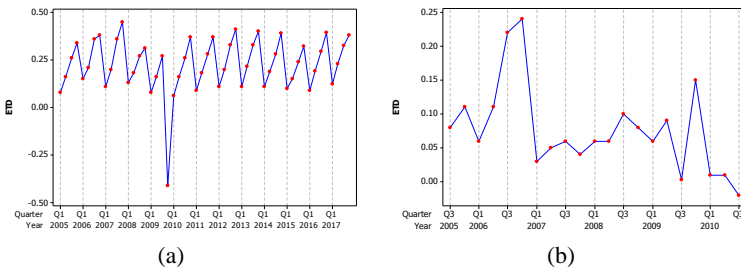 0.50
0.25
0.00
-0.25
-0.50
ETD
Quarter Q1 Q1 Q1 Q1 Q1 Q1 Q1 Q1 Q1 Q1 Q1 Q1 Q1
Year 2005 2006 2007 2008 2009 2010 2011 2012 2013 2014 2015 2016 2017
(a)
0.25
0.20
0.15
0.10
0.05
0.00
ETD
Quarter Q3 Q1 Q3 Q1 Q3 Q1 Q3 Q1 Q3 Q1 Q3
Year 2005 2006 2007 2008 2009 2010
(b)